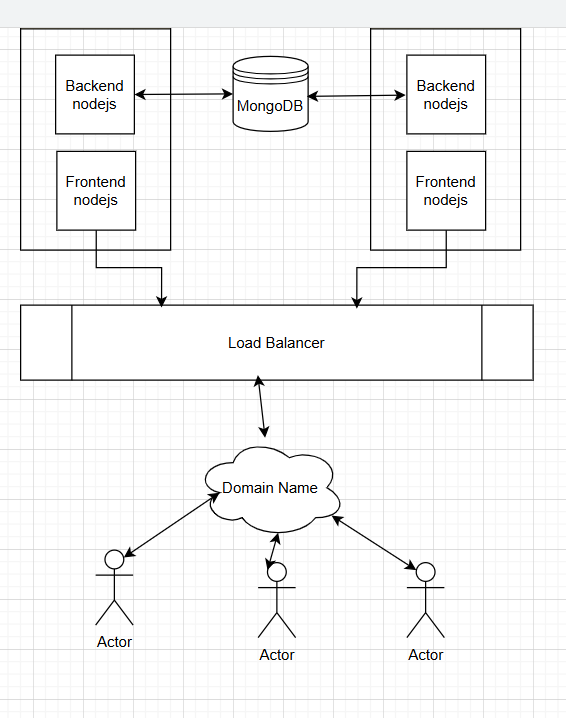 Backend
nodejs
MongoDB
Backend
nodejs
Frontend
nodejs
Frontend
nodejs
Load Balancer
Domain Name
Actor
Actor
Actor